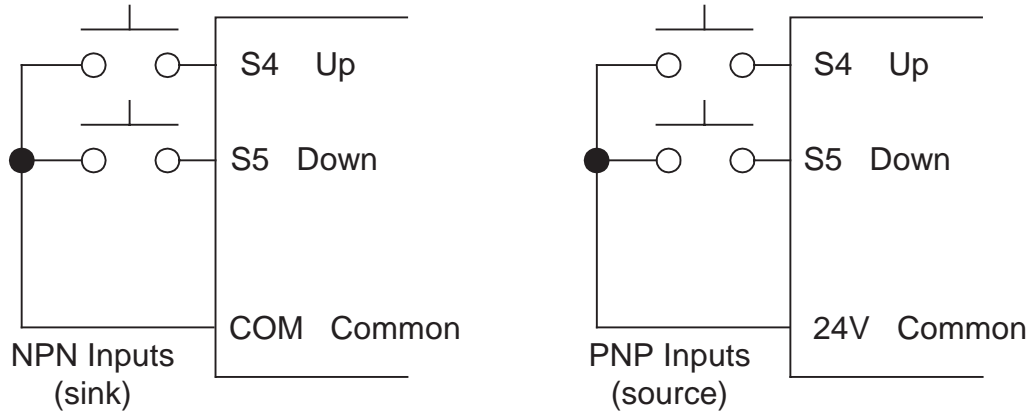 S4 Up
S5 Down
COM Common
NPN Inputs
(sink)
S4 Up
S5 Down
24V Common
PNP Inputs
(source)